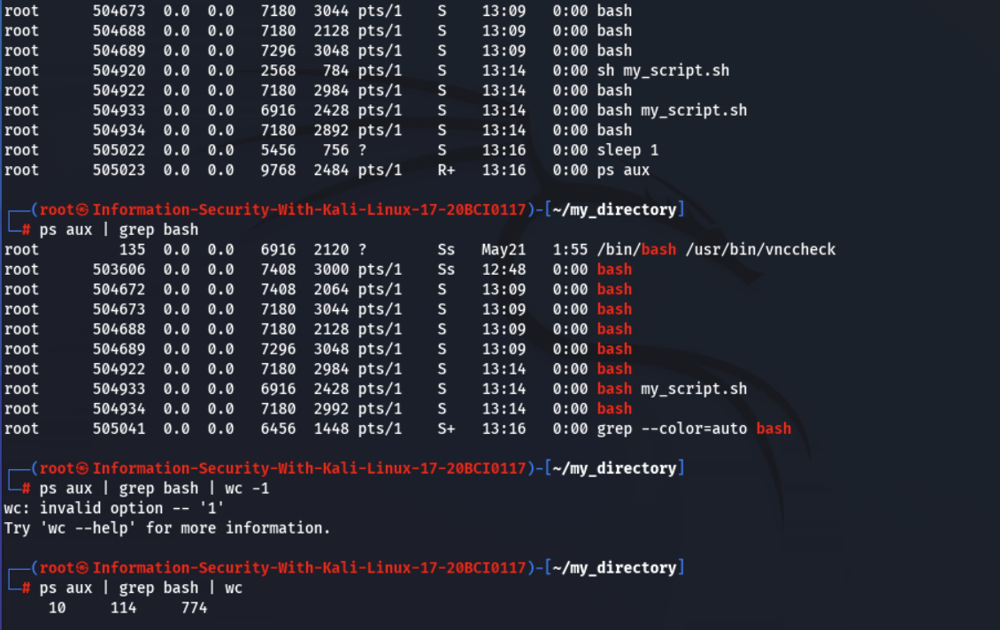 root      504673  0.0  0.0   7180  3044 pts/1    S    13:09   0:00 bash
root      504688  0.0  0.0   7180  2128 pts/1    S    13:09   0:00 bash
root      504689  0.0  0.0   7296  3048 pts/1    S    13:09   0:00 bash
root      504920  0.0  0.0   2568   784 pts/1    S    13:14   0:00 sh my_script.sh
root      504922  0.0  0.0   7180  2984 pts/1    S    13:14   0:00 bash
root      504933  0.0  0.0   6916  2428 pts/1    S    13:14   0:00 bash my_script.sh
root      504934  0.0  0.0   7180  2892 pts/1    S    13:14   0:00 bash
root      505022  0.0  0.0   5456   756 ?        S    13:16   0:00 sleep 1
root      505023  0.0  0.0   9768  2484 pts/1    R+   13:16   0:00 ps aux
┌──(root㉿Information-Security-With-Kali-Linux-17-20BCI0117)-[~/my_directory]
└─# ps aux | grep bash
root         135  0.0  0.0   6916  2120 ?        Ss   May21   1:55 /bin/bash /usr/bin/vnccheck
root      503606  0.0  0.0   7408  3000 pts/1    Ss   12:48   0:00 bash
root      504672  0.0  0.0   7408  2064 pts/1    S    13:09   0:00 bash
root      504673  0.0  0.0   7180  3044 pts/1    S    13:09   0:00 bash
root      504688  0.0  0.0   7180  2128 pts/1    S    13:09   0:00 bash
root      504689  0.0  0.0   7296  3048 pts/1    S    13:09   0:00 bash
root      504922  0.0  0.0   7180  2984 pts/1    S    13:14   0:00 bash
root      504933  0.0  0.0   6916  2428 pts/1    S    13:14   0:00 bash my_script.sh
root      504934  0.0  0.0   7180  2992 pts/1    S    13:14   0:00 bash
root      505041  0.0  0.0   6456  1448 pts/1    S+   13:16   0:00 grep --color=auto bash
┌──(root㉿Information-Security-With-Kali-Linux-17-20BCI0117)-[~/my_directory]
└─# ps aux | grep bash | wc -1
wc: invalid option -- '1'
Try 'wc --help' for more information.
┌──(root㉿Information-Security-With-Kali-Linux-17-20BCI0117)-[~/my_directory]
└─# ps aux | grep bash | wc
     10     114     774